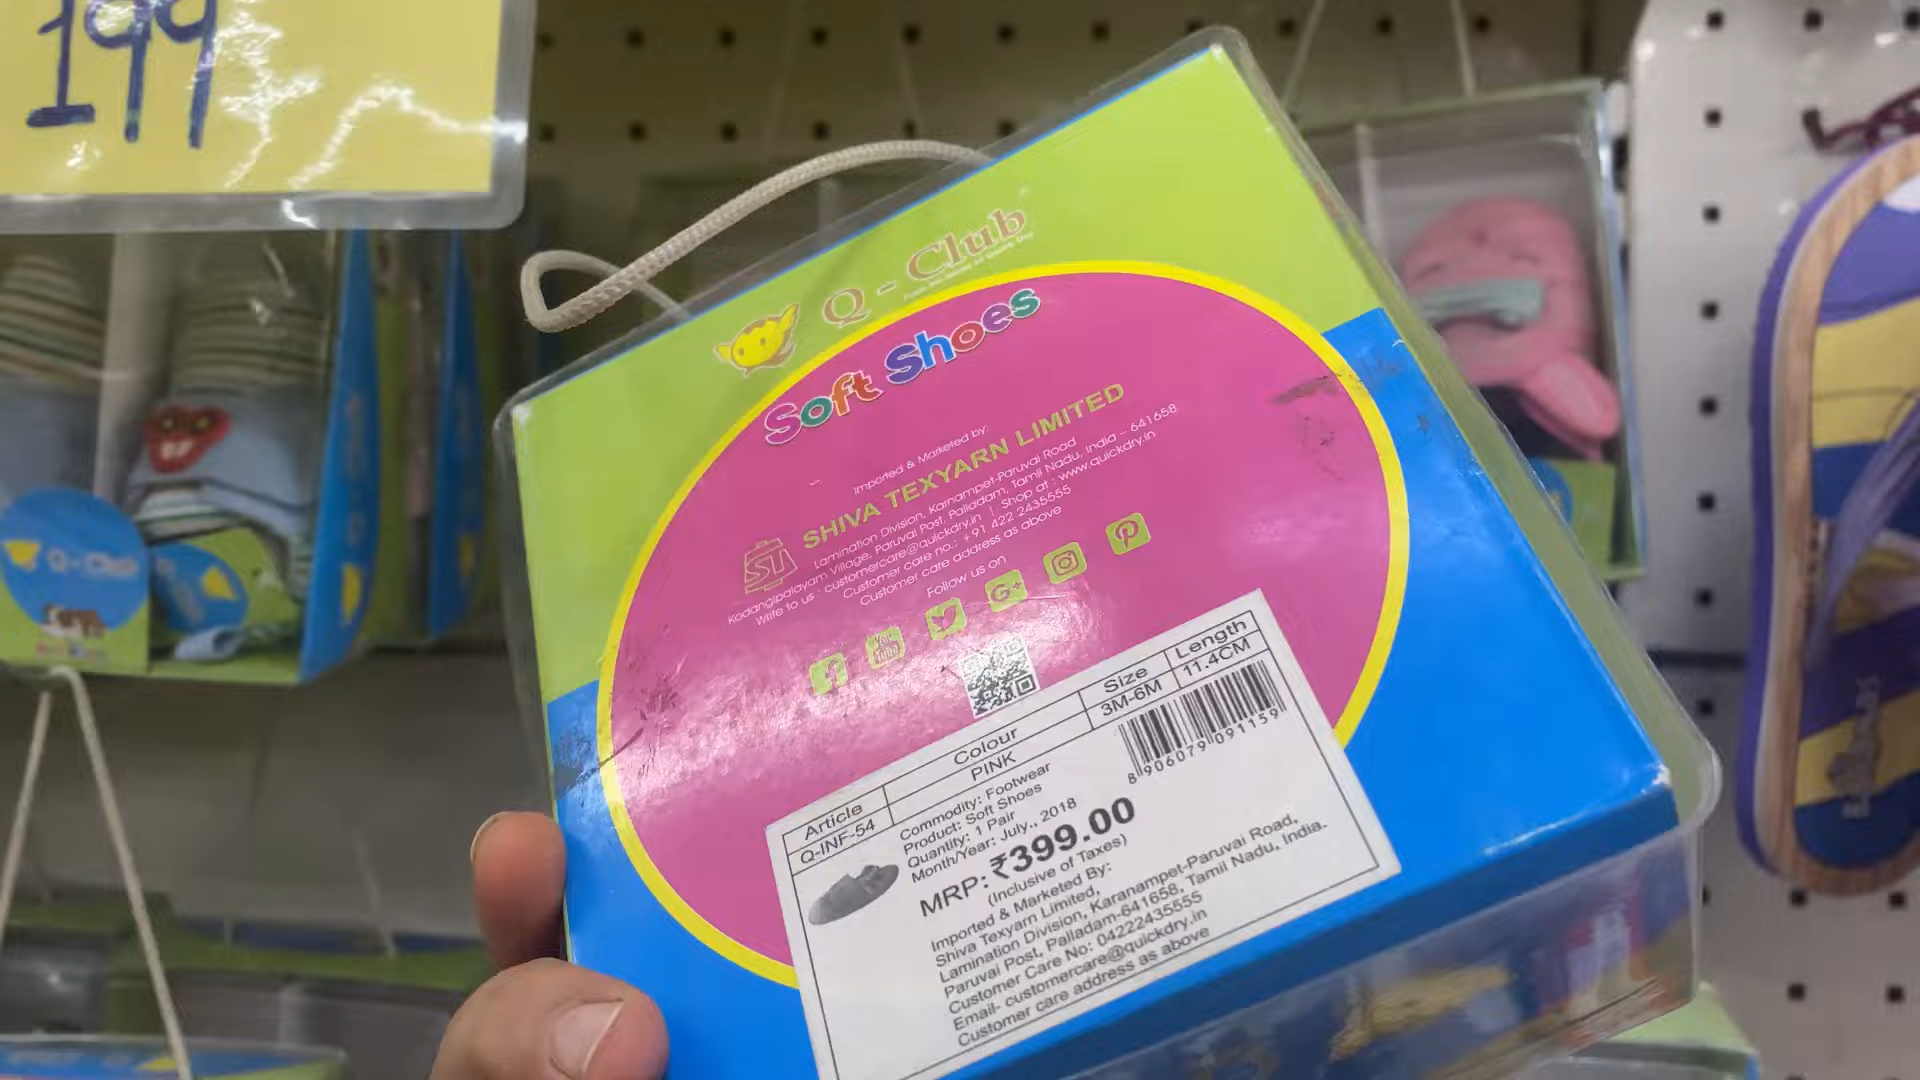 199
Q - Club
Soft Shoes
Imported & Marketed by:
SHIVA TEXYARN LIMITED
Lamination Division, Karnampet-Paruvai Road
Kodangipalayam Village, Paruvai Post, Palladam, Tamil Nadu, India – 641658
Write to us : customercare@quickdry.in | Shop at : www.quickdry.in
Customer care no.: +91 422 2435555
Customer care address as above
Follow us on
You Tube
G+
Article Colour Size Length
Q-INF-54 PINK 3M-6M 11.4CM
Commodity: Footwear
Product: Soft Shoes
Quantity: 1 Pair
Month/Year: July., 2018
MRP: ₹399.00
(Inclusive of Taxes)
8 906079 091159
Imported & Marketed By:
Shiva Texyarn Limited,
Lamination Division, Karanampet-Paruvai Road,
Paruvai Post, Palladam-641658, Tamil Nadu, India.
Customer Care No: 04222435555
Email- customercare@quickdry.in
Customer care address as above
Q - Club